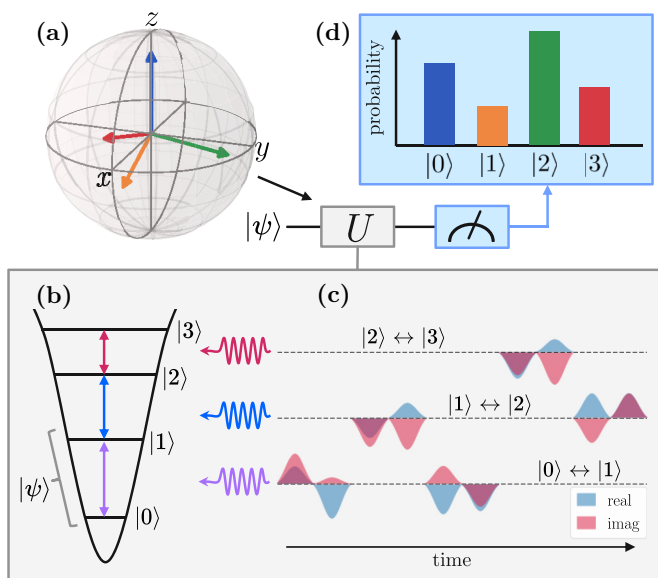 (a)
z
y
x
(d)
probability
|0⟩ |1⟩ |2⟩ |3⟩
|ψ⟩
U
(b)
|3⟩
|2⟩
|1⟩
|0⟩
|ψ⟩
(c)
|2⟩ ↔ |3⟩
|1⟩ ↔ |2⟩
|0⟩ ↔ |1⟩
real
imag
time